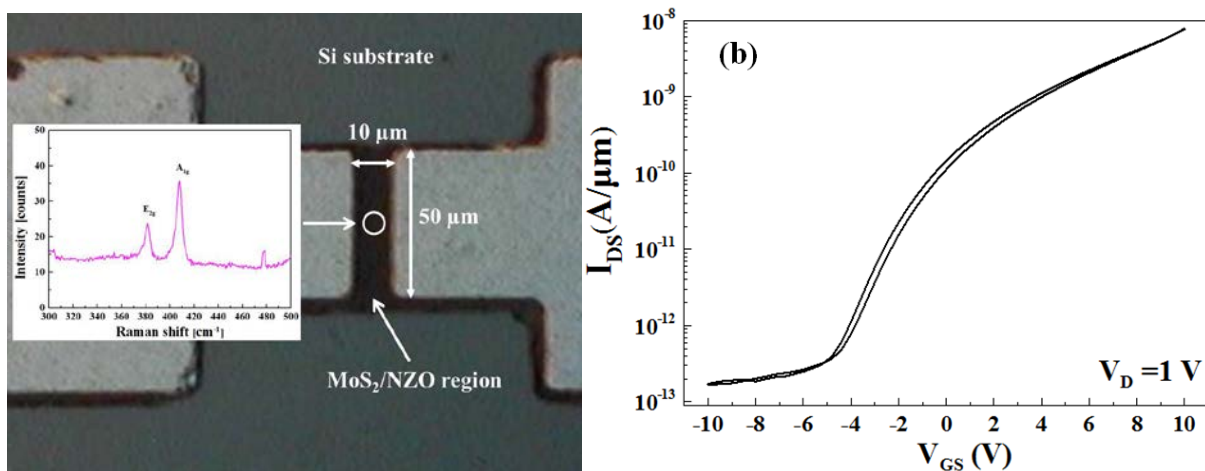 Si substrate
10 µm
50 µm
MoS₂/NZO region
50
40
30
20
10
0
Intensity [counts]
E₂g
A₁g
300 320 340 360 380 400 420 440 460 480 500
Raman shift [cm⁻¹]
(b)
10⁻⁸
10⁻⁹
10⁻¹⁰
10⁻¹¹
10⁻¹²
10⁻¹³
I_DS(A/µm)
V_D =1 V
-10 -8 -6 -4 -2 0 2 4 6 8 10
V_GS (V)